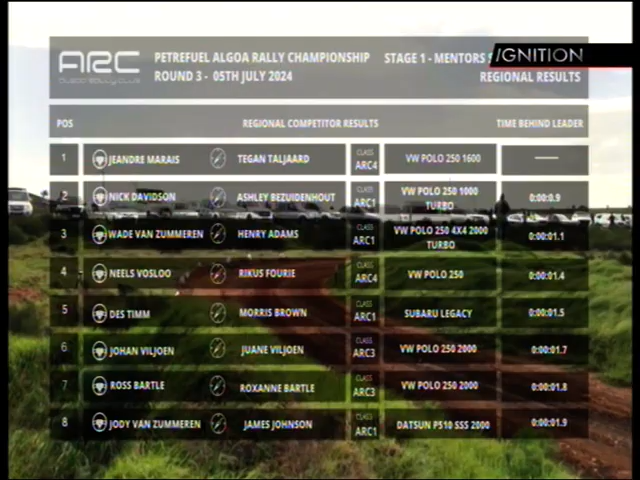 ARC
ALGOA RALLY CLUB
PETREFUEL ALGOA RALLY CHAMPIONSHIP
ROUND 3 - 05TH JULY 2024
STAGE 1 - MENTORS
REGIONAL RESULTS
IGNITION
POS REGIONAL COMPETITOR RESULTS TIME BEHIND LEADER
1 JEANDRE MARAIS TEGAN TALJAARD CLASS ARC4 VW POLO 250 1600
2 NICK DAVIDSON ASHLEY BEZUIDENHOUT CLASS ARC1 VW POLO 250 1000 TURBO 0:00:0.9
3 WADE VAN ZUMMEREN HENRY ADAMS CLASS ARC1 VW POLO 250 4X4 2000 TURBO 0:00:01.1
4 NEELS VOSLOO RIKUS FOURIE CLASS ARC4 VW POLO 250 0:00:01.4
5 DES TIMM MORRIS BROWN CLASS ARC1 SUBARU LEGACY 0:00:01.5
6 JOHAN VILJOEN JUANE VILJOEN CLASS ARC3 VW POLO 250 2000 0:00:01.7
7 ROSS BARTLE ROXANNE BARTLE CLASS ARC3 VW POLO 250 2000 0:00:01.8
8 JODY VAN ZUMMEREN JAMES JOHNSON CLASS ARC1 DATSUN P510 SSS 2000 0:00:01.9